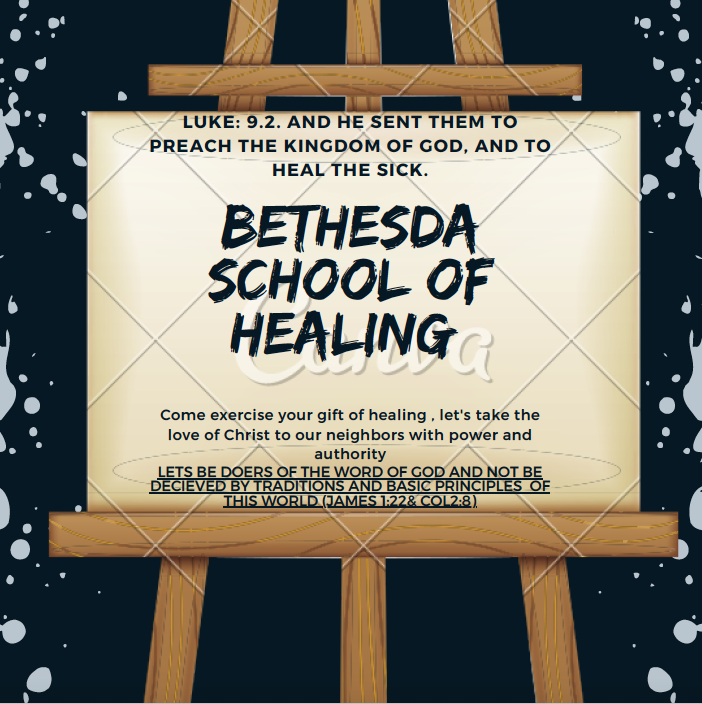 LUKE: 9.2. AND HE SENT THEM TO
PREACH THE KINGDOM OF GOD, AND TO
HEAL THE SICK.
BETHESDA
SCHOOL OF
HEALING
Canva
Come exercise your gift of healing , let's take the
love of Christ to our neighbors with power and
authority
LETS BE DOERS OF THE WORD OF GOD AND NOT BE
DECIEVED BY TRADITIONS AND BASIC PRINCIPLES OF
THIS WORLD (JAMES 1:22& COL2:8)